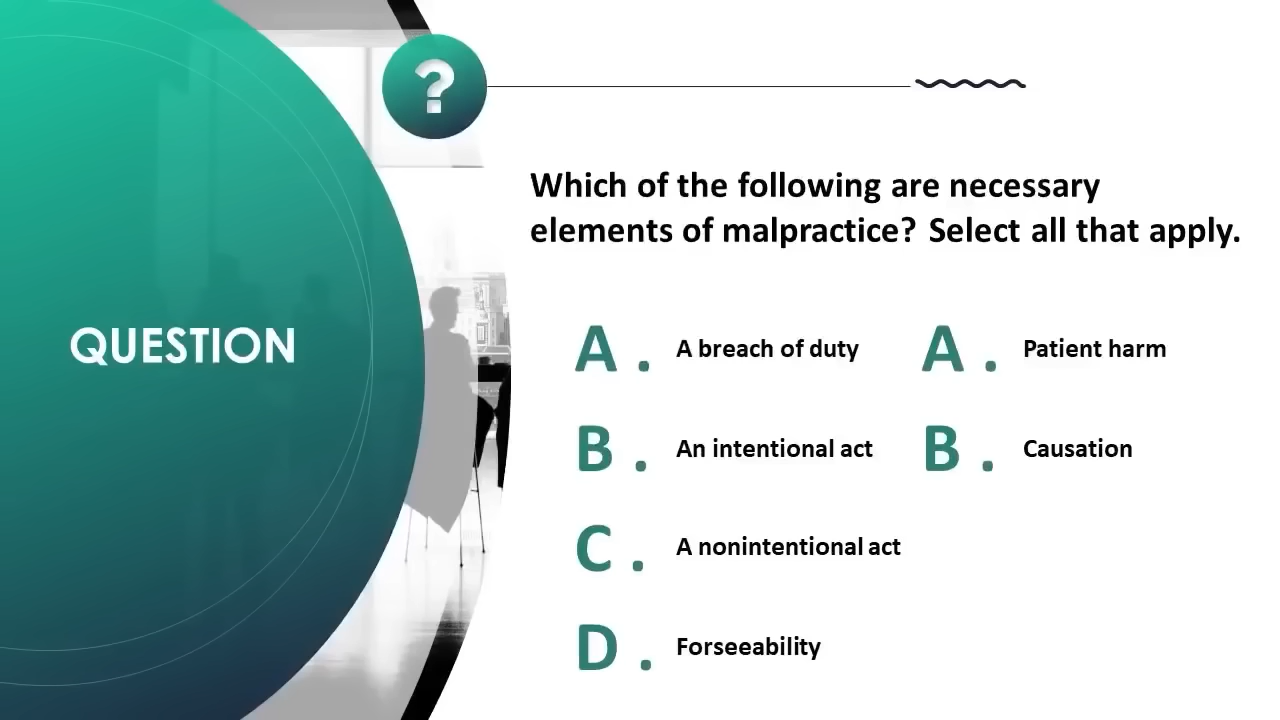 ?
Which of the following are necessary
elements of malpractice? Select all that apply.
QUESTION
A . A breach of duty
B . An intentional act
C . A nonintentional act
D . Forseeability
A . Patient harm
B . Causation